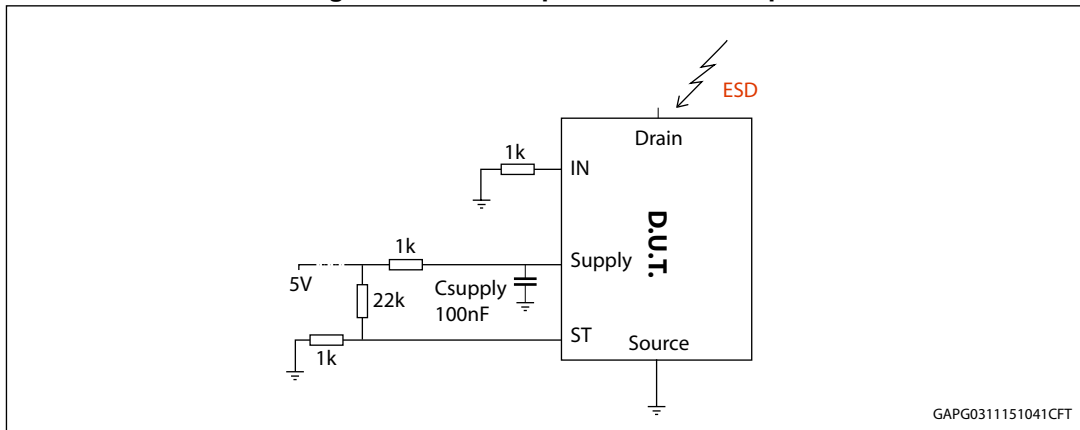 ESD
Drain
1k
IN
D.U.T.
1k
Supply
5V
Csupply
100nF
22k
ST
Source
1k
GAPG0311151041CFT